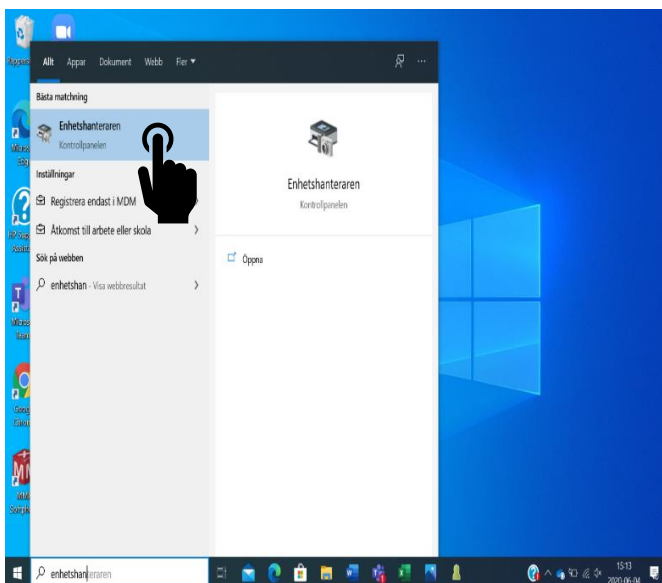 Allt Appar Dokument Webb Fler
Bästa matchning
Enhetshanteraren
Kontrollpanelen
Inställningar
Registrera endast i MDM
Åtkomst till arbete eller skola
Sök på webben
enhetshan - Visa webbresultat
Enhetshanteraren
Kontrollpanelen
Öppna
enhetshanteraren
15:13
2020-06-04